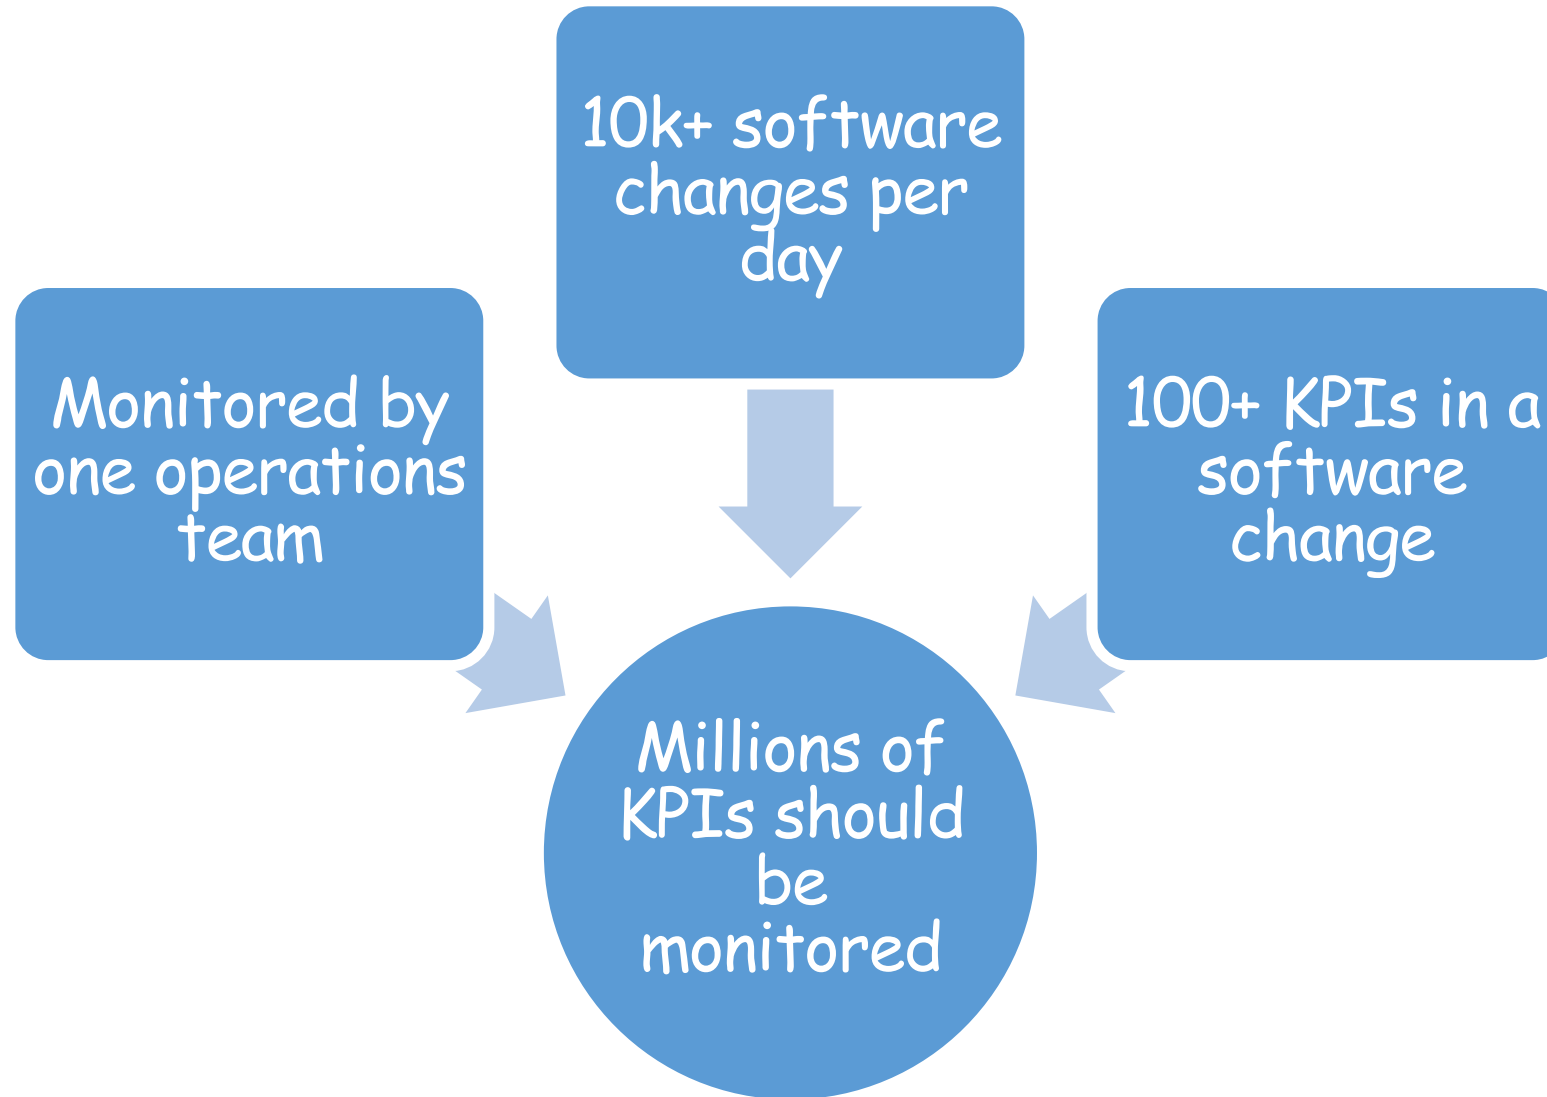 10k+ software
changes per
day
Monitored by
one operations
team
100+ KPIs in a
software
change
Millions of
KPIs should
be
monitored